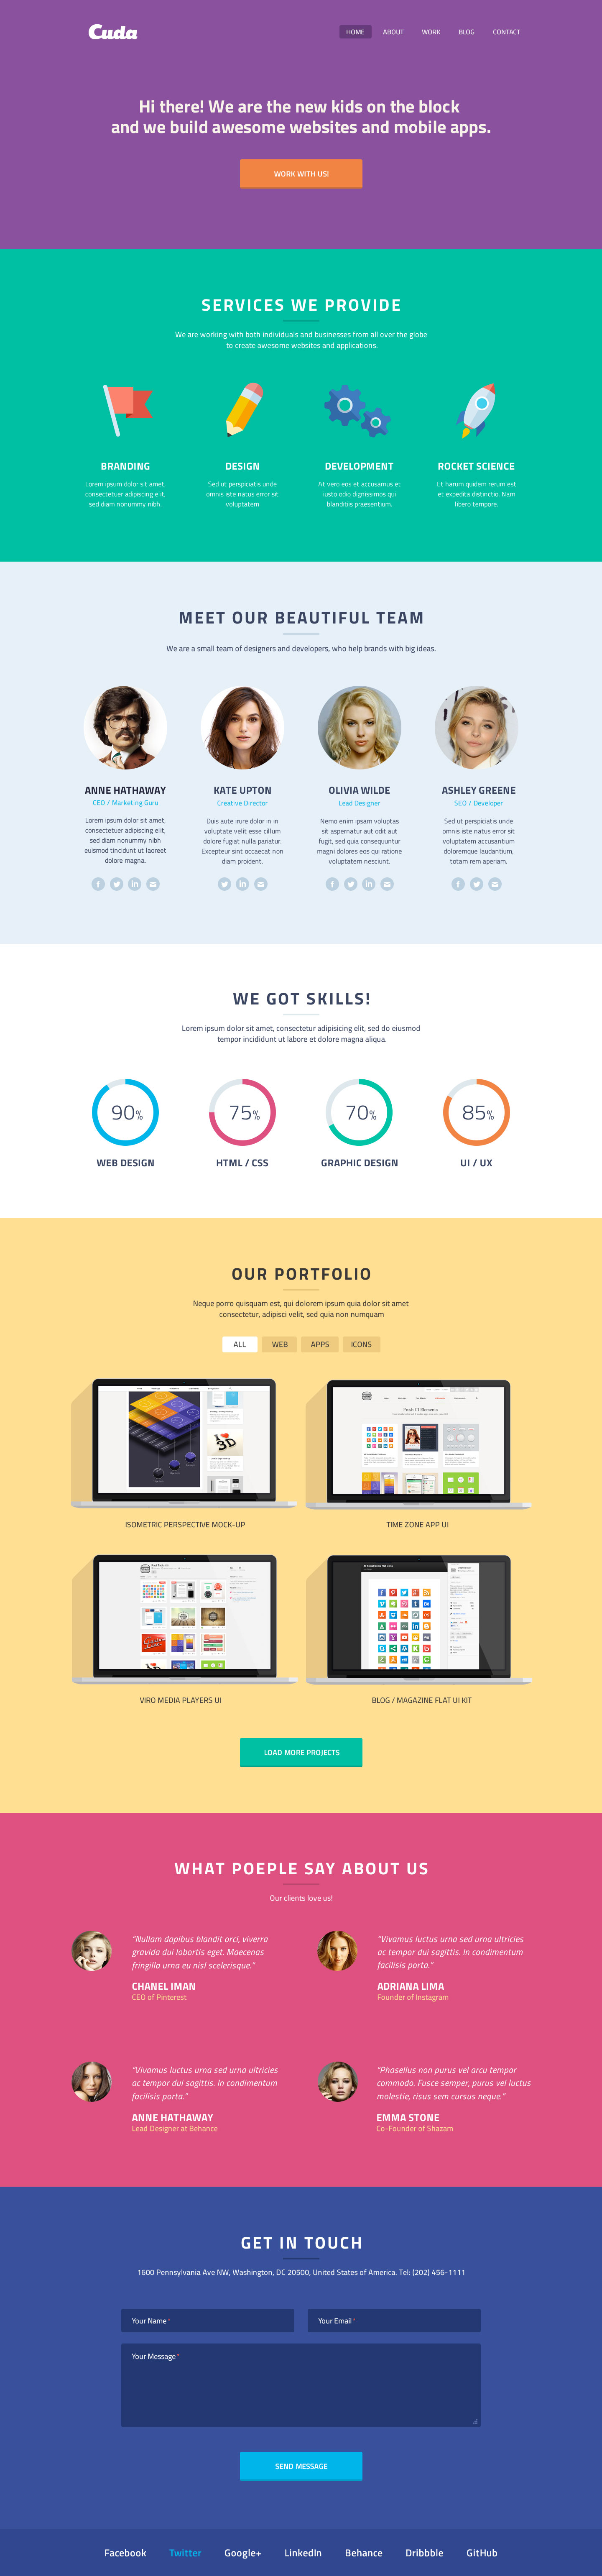 Cuda
HOME ABOUT WORK BLOG CONTACT
Hi there! We are the new kids on the block
and we build awesome websites and mobile apps.
WORK WITH US!
SERVICES WE PROVIDE
We are working with both individuals and businesses from all over the globe
to create awesome websites and applications.
BRANDING
Lorem ipsum dolor sit amet,
consectetuer adipiscing elit,
sed diam nonummy nibh.
DESIGN
Sed ut perspiciatis unde
omnis iste natus error sit
voluptatem
DEVELOPMENT
At vero eos et accusamus et
iusto odio dignissimos qui
blanditiis praesentium.
ROCKET SCIENCE
Et harum quidem rerum est
et expedita distinctio. Nam
libero tempore.
MEET OUR BEAUTIFUL TEAM
We are a small team of designers and developers, who help brands with big ideas.
ANNE HATHAWAY
CEO / Marketing Guru
Lorem ipsum dolor sit amet,
consectetuer adipiscing elit,
sed diam nonummy nibh
euismod tincidunt ut laoreet
dolore magna.
KATE UPTON
Creative Director
Duis aute irure dolor in in
voluptate velit esse cillum
dolore fugiat nulla pariatur.
Excepteur sint occaecat non
diam proident.
OLIVIA WILDE
Lead Designer
Nemo enim ipsam voluptas
sit aspernatur aut odit aut
fugit, sed quia consequuntur
magni dolores eos qui ratione
voluptatem nesciunt.
ASHLEY GREENE
SEO / Developer
Sed ut perspiciatis unde
omnis iste natus error sit
voluptatem accusantium
doloremque laudantium,
totam rem aperiam.
WE GOT SKILLS!
Lorem ipsum dolor sit amet, consectetur adipisicing elit, sed do eiusmod
tempor incididunt ut labore et dolore magna aliqua.
90%
WEB DESIGN
75%
HTML / CSS
70%
GRAPHIC DESIGN
85%
UI / UX
OUR PORTFOLIO
Neque porro quisquam est, qui dolorem ipsum quia dolor sit amet
consectetur, adipisci velit, sed quia non numquam
ALL WEB APPS ICONS
I 3D
ISOMETRIC PERSPECTIVE MOCK-UP
Fresh UI Elements
TIME ZONE APP UI
VIRO MEDIA PLAYERS UI
BLOG / MAGAZINE FLAT UI KIT
LOAD MORE PROJECTS
WHAT POEPLE SAY ABOUT US
Our clients love us!
“Nullam dapibus blandit orci, viverra
gravida dui lobortis eget. Maecenas
fringilla urna eu nisl scelerisque.”
CHANEL IMAN
CEO of Pinterest
“Vivamus luctus urna sed urna ultricies
ac tempor dui sagittis. In condimentum
facilisis porta.”
ADRIANA LIMA
Founder of Instagram
“Vivamus luctus urna sed urna ultricies
ac tempor dui sagittis. In condimentum
facilisis porta.”
ANNE HATHAWAY
Lead Designer at Behance
“Phasellus non purus vel arcu tempor
commodo. Fusce semper, purus vel luctus
molestie, risus sem cursus neque.”
EMMA STONE
Co-Founder of Shazam
GET IN TOUCH
1600 Pennsylvania Ave NW, Washington, DC 20500, United States of America. Tel: (202) 456-1111
Your Name*
Your Email*
Your Message*
SEND MESSAGE
Facebook Twitter Google+ LinkedIn Behance Dribbble GitHub